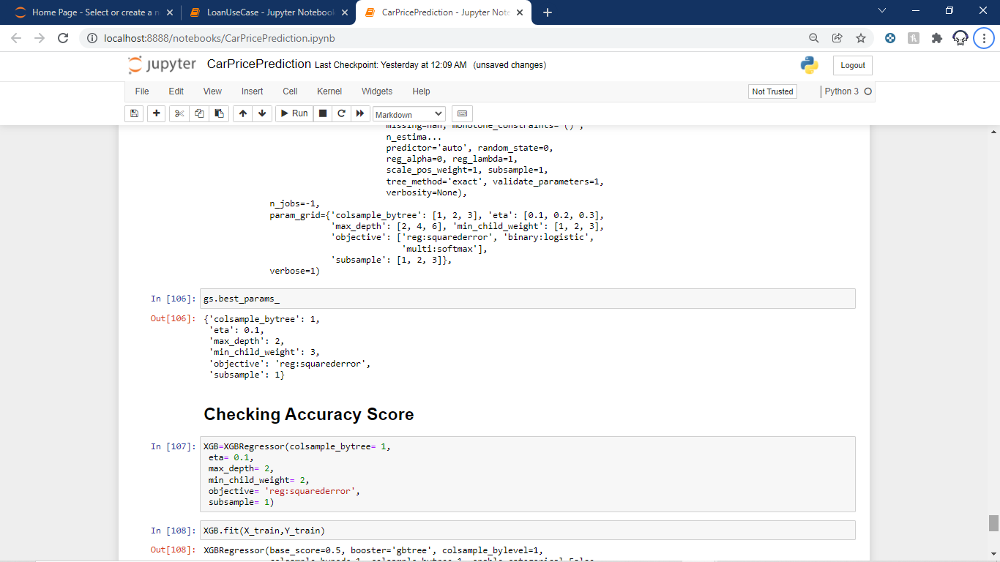 Home Page - Select or create a n
LoanUseCase - Jupyter Notebook
CarPricePrediction - Jupyter Note
localhost:8888/notebooks/CarPricePrediction.ipynb
jupyter CarPricePrediction Last Checkpoint: Yesterday at 12:09 AM (unsaved changes)
Logout
File Edit View Insert Cell Kernel Widgets Help
Not Trusted
Python 3
Run
Markdown
missing=nan, monotone_constraints='()',
n_estima...
predictor='auto', random_state=0,
reg_alpha=0, reg_lambda=1,
scale_pos_weight=1, subsample=1,
tree_method='exact', validate_parameters=1,
verbosity=None),
n_jobs=-1,
param_grid={'colsample_bytree': [1, 2, 3], 'eta': [0.1, 0.2, 0.3],
'max_depth': [2, 4, 6], 'min_child_weight': [1, 2, 3],
'objective': ['reg:squarederror', 'binary:logistic',
'multi:softmax'],
'subsample': [1, 2, 3]},
verbose=1)
In [106]: gs.best_params_
Out[106]: {'colsample_bytree': 1,
'eta': 0.1,
'max_depth': 2,
'min_child_weight': 3,
'objective': 'reg:squarederror',
'subsample': 1}
Checking Accuracy Score
In [107]: XGB=XGBRegressor(colsample_bytree= 1,
eta= 0.1,
max_depth= 2,
min_child_weight= 2,
objective= 'reg:squarederror',
subsample= 1)
In [108]: XGB.fit(X_train,Y_train)
Out[108]: XGBRegressor(base_score=0.5, booster='gbtree', colsample_bylevel=1,